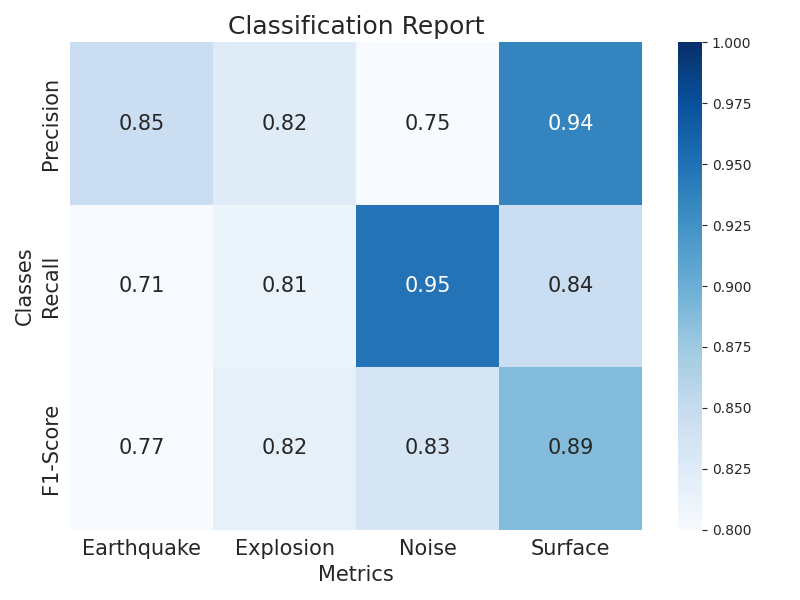 Classification Report
Classes
Precision
0.85 0.82 0.75 0.94
Recall
0.71 0.81 0.95 0.84
F1-Score
0.77 0.82 0.83 0.89
Earthquake Explosion Noise Surface
Metrics
1.000
0.975
0.950
0.925
0.900
0.875
0.850
0.825
0.800